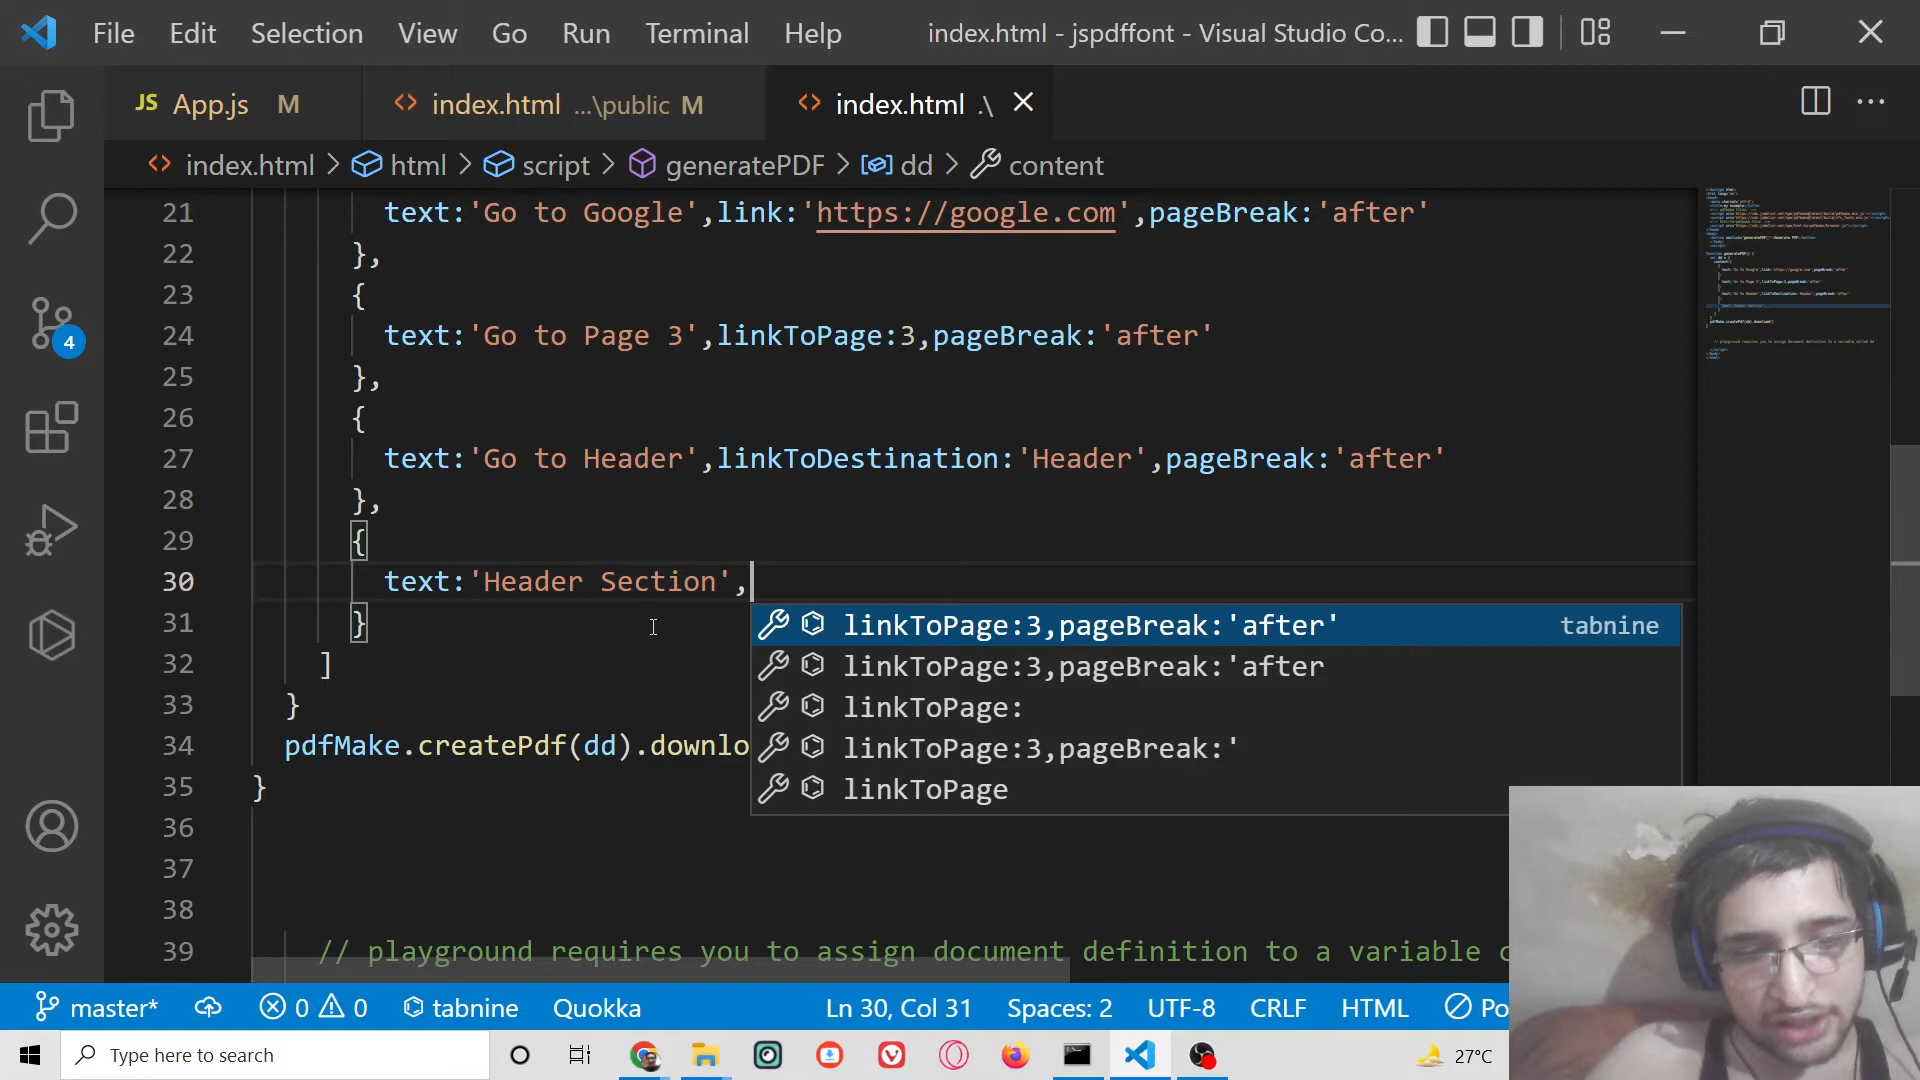 File Edit Selection View Go Run Terminal Help index.html - jspdffont - Visual Studio Co...
JS App.js M index.html ...\public M index.html .\
index.html html script generatePDF dd content
21 text:'Go to Google',link:'https://google.com',pageBreak:'after'
22 },
23 {
24 text:'Go to Page 3',linkToPage:3,pageBreak:'after'
25 },
26 {
27 text:'Go to Header',linkToDestination:'Header',pageBreak:'after'
28 },
29 {
30 text:'Header Section',
31 }
linkToPage:3,pageBreak:'after' tabnine
linkToPage:3,pageBreak:'after
linkToPage:
linkToPage:3,pageBreak:'
linkToPage
32 ]
33 }
34 pdfMake.createPdf(dd).downlo
35 }
36
37
38
39 // playground requires you to assign document definition to a variable c
4
master* 0 0 tabnine Quokka Ln 30, Col 31 Spaces: 2 UTF-8 CRLF HTML Po
Type here to search 27°C